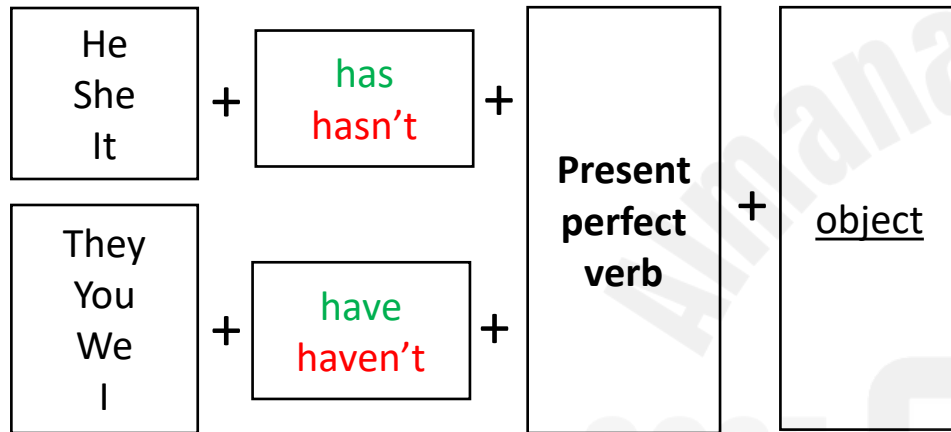 He
She
It
+
has
hasn't
+
They
You
We
I
+
have
haven't
+
Present
perfect
verb
+
object